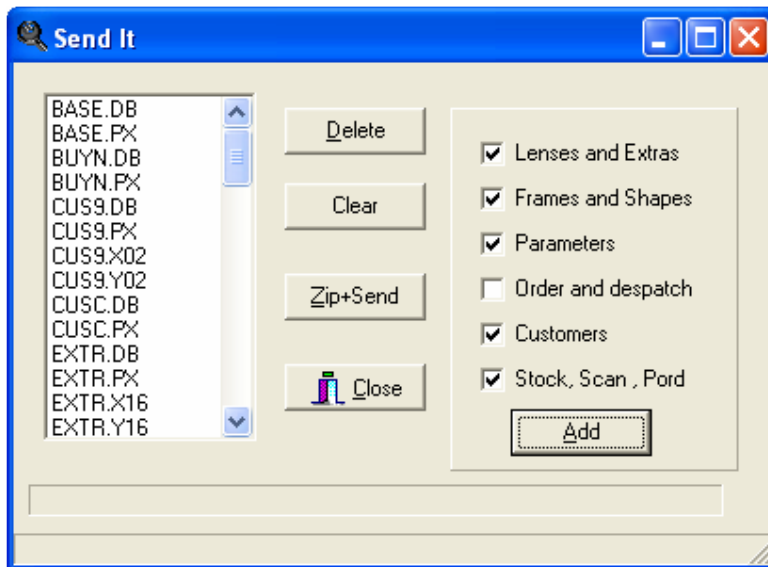 Send It
BASE.DB
BASE.PX
BUYN.DB
BUYN.PX
CUS9.DB
CUS9.PX
CUS9.X02
CUS9.Y02
CUSC.DB
CUSC.PX
EXTR.DB
EXTR.PX
EXTR.X16
EXTR.Y16
Delete
Clear
Zip+Send
Close
Lenses and Extras
Frames and Shapes
Parameters
Order and despatch
Customers
Stock, Scan , Pord
Add